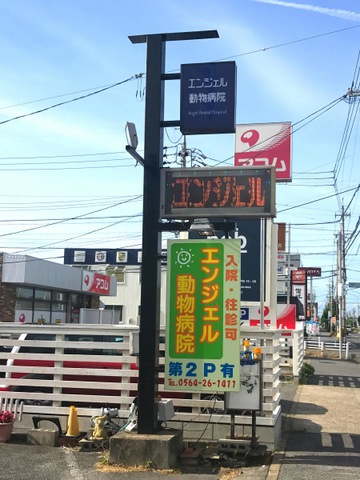 エンジェル
動物病院
Angel Animal Hospital
アコム
エンジェル
入院・往診可
エンジェル
動物病院
第2P有
TEL.0564-26-1411
アコム